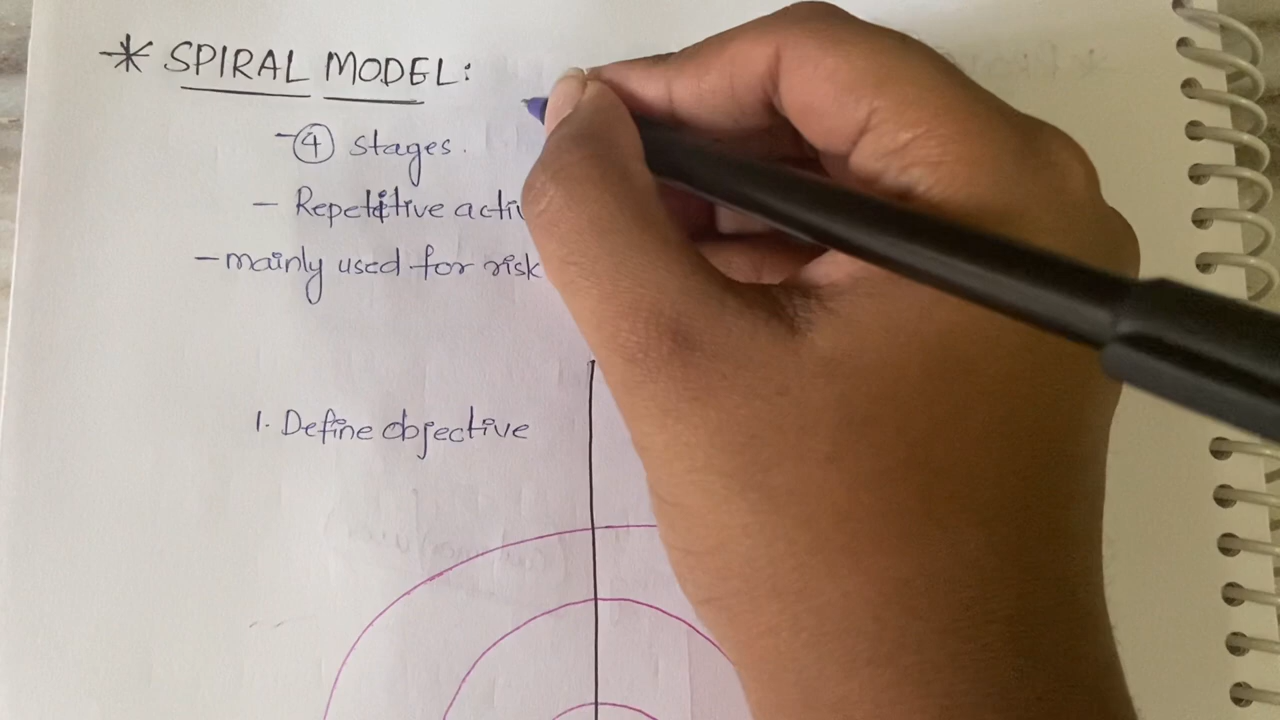 * SPIRAL MODEL:
- ④ stages.
- Repetitive
- mainly used for risk
1. Define objective